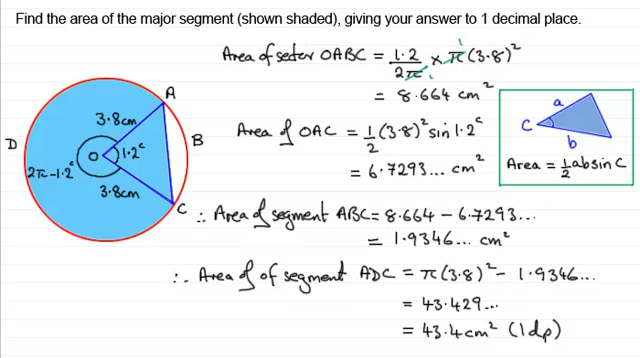 Find the area of the major segment (shown shaded), giving your answer to 1 decimal place.
Area of sector OABC = 1.2/2π × π(3.8)²
1 1
= 8.664 cm²
A
3.8cm
D
B
O
1.2ᶜ
2π-1.2ᶜ
3.8cm
C
Area of OAC = 1/2 (3.8)² sin 1.2ᶜ
= 6.7293... cm²
a
C
b
Area = 1/2 ab sin C
∴ Area of segment ABC = 8.664 - 6.7293...
= 1.9346... cm²
∴ Area of of segment ADC = π(3.8)² - 1.9346...
= 43.429...
= 43.4cm² (1dp)